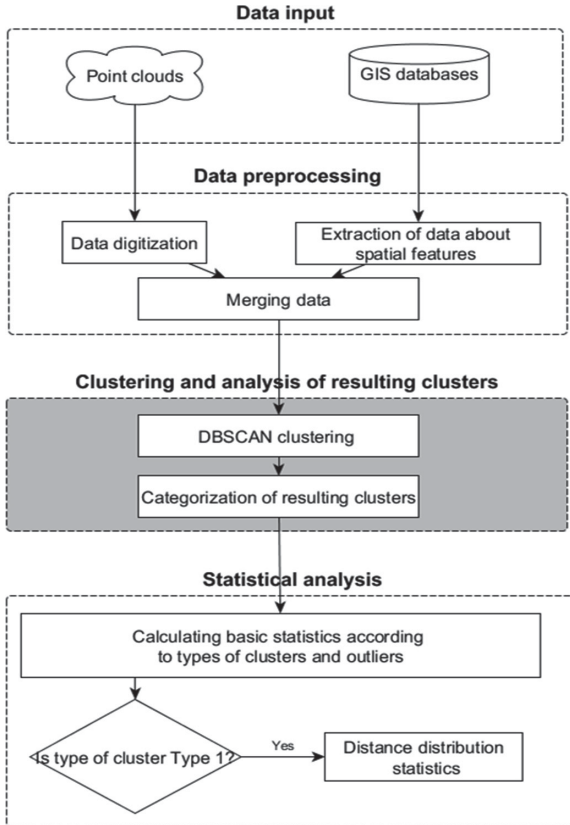 Data input
Point clouds
GIS databases
Data preprocessing
Data digitization
Extraction of data about
spatial features
Merging data
Clustering and analysis of resulting clusters
DBSCAN clustering
Categorization of resulting clusters
Statistical analysis
Calculating basic statistics according
to types of clusters and outliers
Is type of cluster Type 1?
Yes
Distance distribution
statistics